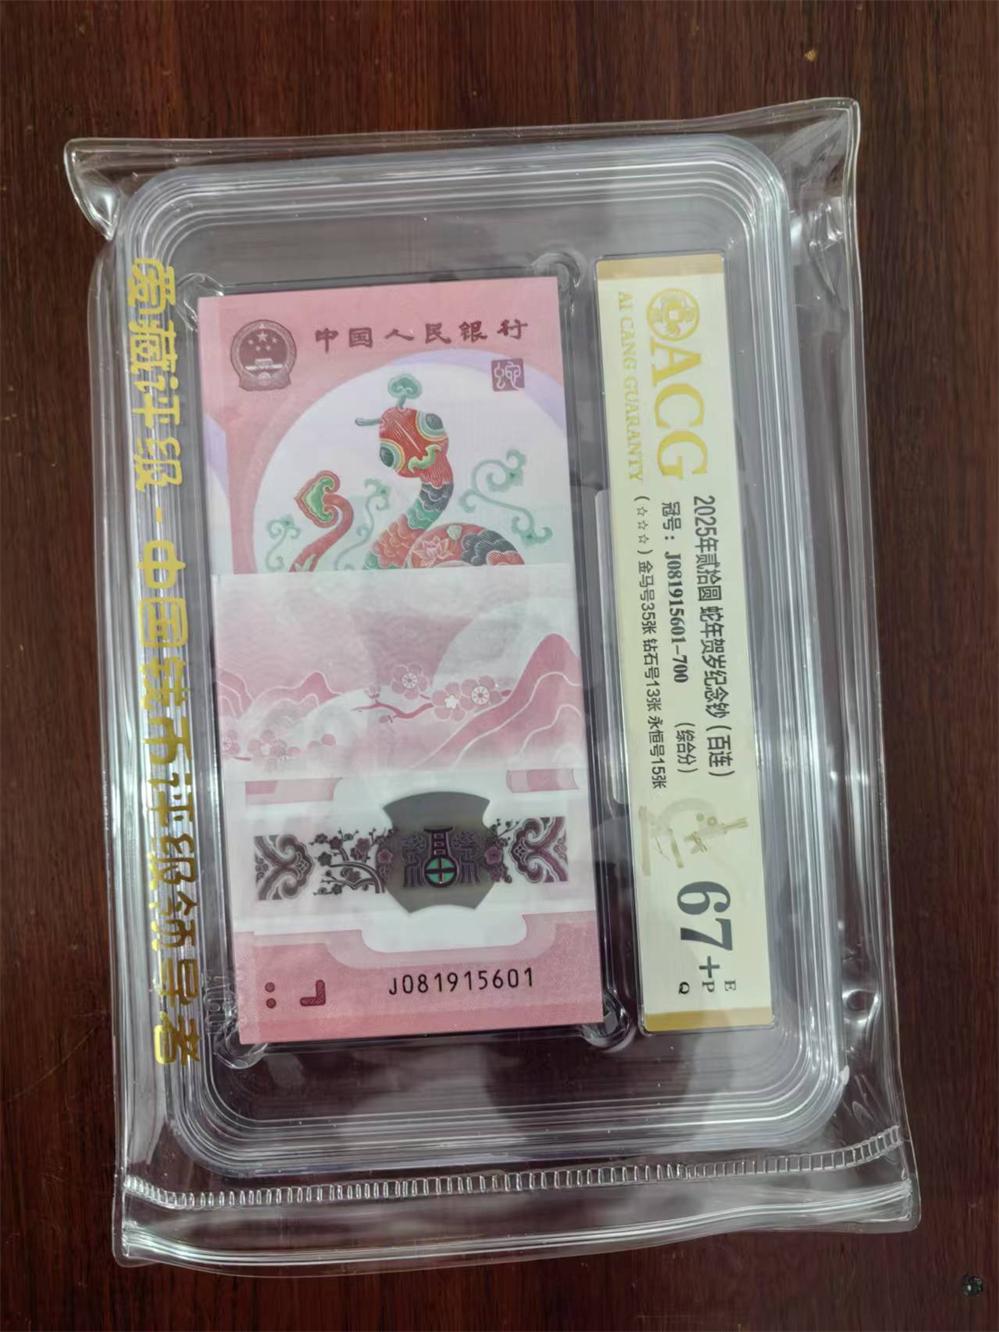 爱藏评级 - 中国钱币评级领导者
中国人民银行
蛇
J081915601
ACG
AI CANG GUARANTY
2025年贰拾圆 蛇年贺岁纪念钞（百连）
冠号：J081915601-700 （综合分）
（☆☆☆）金马号35张 钻石号13张 永恒号15张
67+
E
P
Q